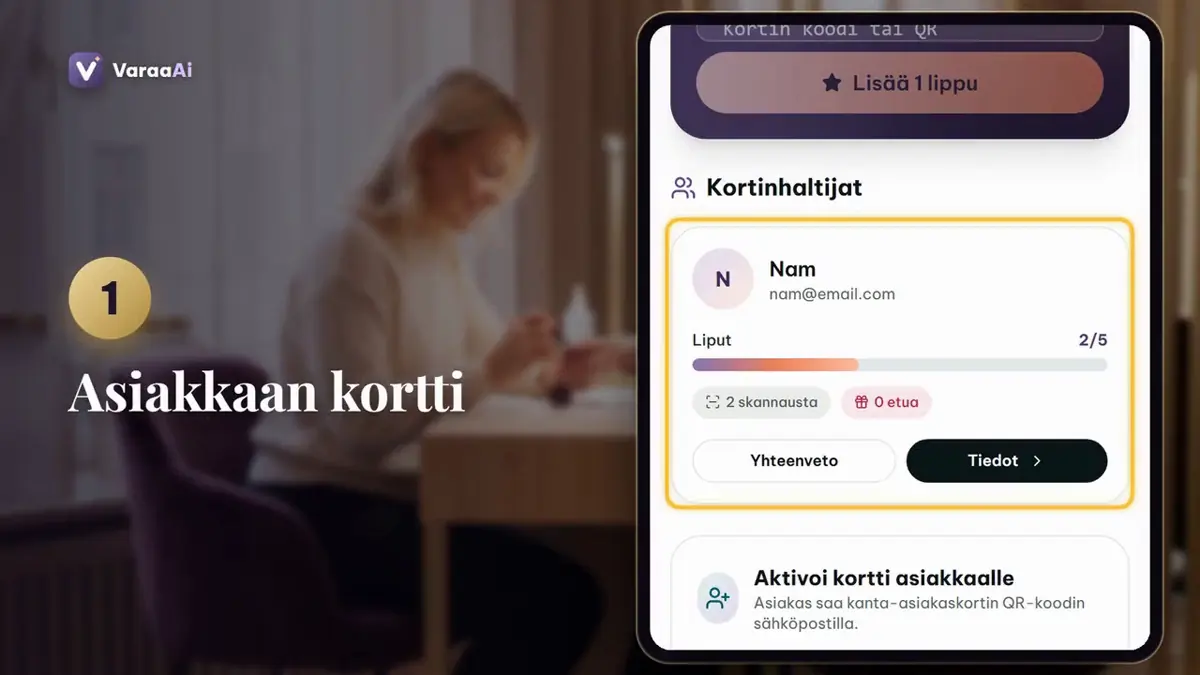 VaraaAi
1
Asiakkaan kortti
Kortin koodi tai QR
Lisää 1 lippu
Kortinhaltijat
N
Nam
nam@email.com
Liput
2/5
2 skannausta
0 etua
Yhteenveto
Tiedot
Aktivoi kortti asiakkaalle
Asiakas saa kanta-asiakaskortin QR-koodin
sähköpostilla.